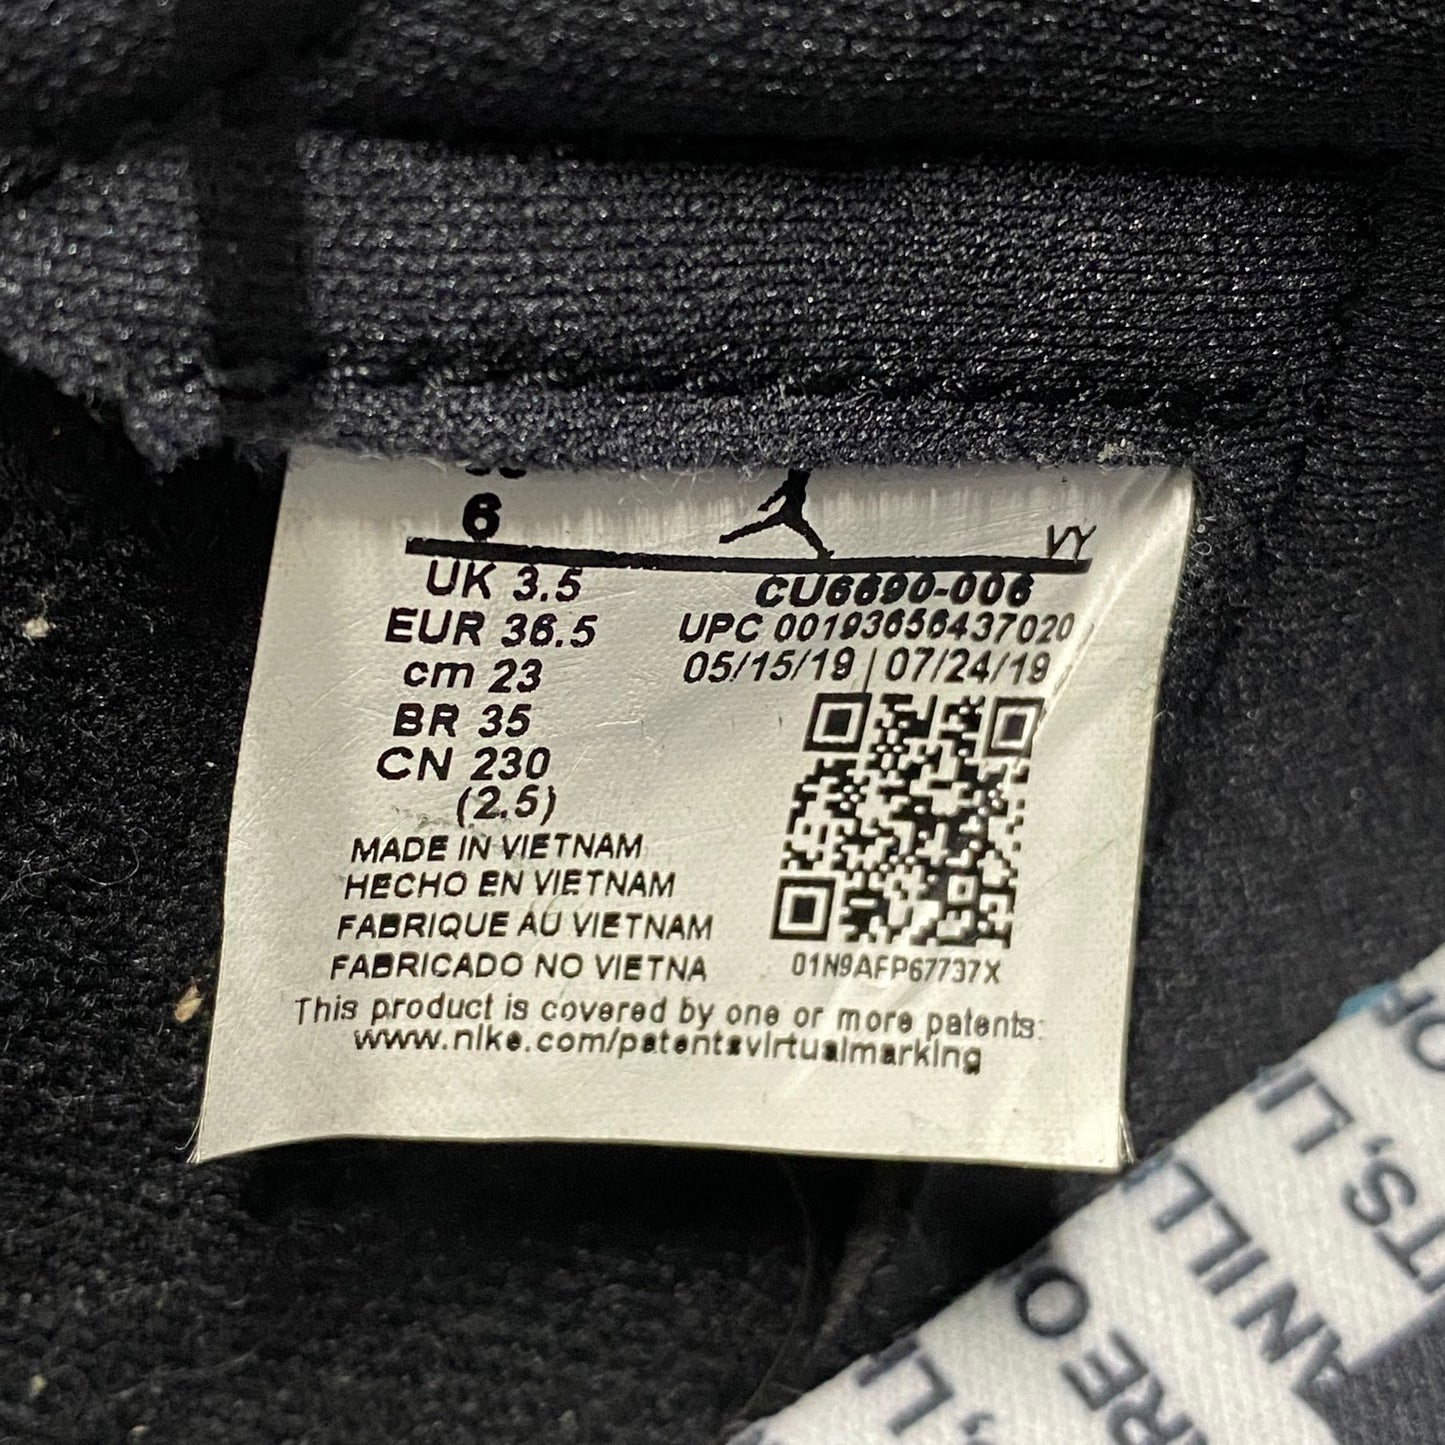 6
VY
UK 3.5
CU6690-006
EUR 36.5
UPC 00193656437020
cm 23
05/15/19 | 07/24/19
BR 35
CN 230
(2.5)
MADE IN VIETNAM
HECHO EN VIETNAM
FABRIQUE AU VIETNAM
FABRICADO NO VIETNA
01N9AFP67737X
This product is covered by one or more patents:
www.nike.com/patentsvirtualmarking